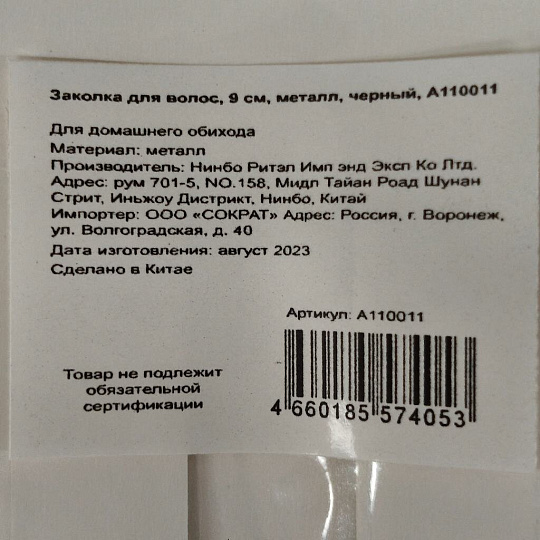 Заколка для волос, 9 см, металл, черный, А110011
Для домашнего обихода
Материал: металл
Производитель: Нинбо Ритэл Имп энд Эксп Ко Лтд.
Адрес: рум 701-5, NO.158, Мидл Тайан Роад Шунан
Стрит, Иньжоу Дистрикт, Нинбо, Китай
Импортер: ООО «СОКРАТ» Адрес: Россия, г. Воронеж,
ул. Волгоградская, д. 40
Дата изготовления: август 2023
Сделано в Китае
Артикул: А110011
Товар не подлежит
обязательной
сертификации
4 660185 574053